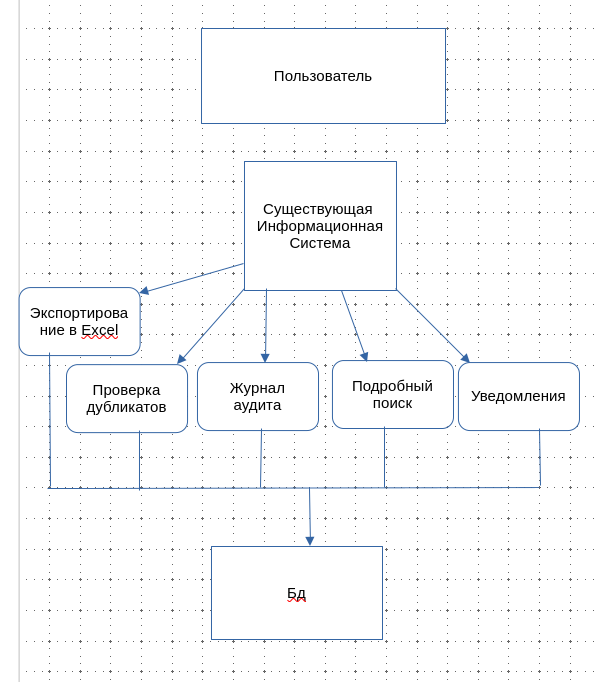 Пользователь
Существующая
Информационная
Система
Экспортирова
ние в Excel
Проверка
дубликатов
Журнал
аудита
Подробный
поиск
Уведомления
Бд